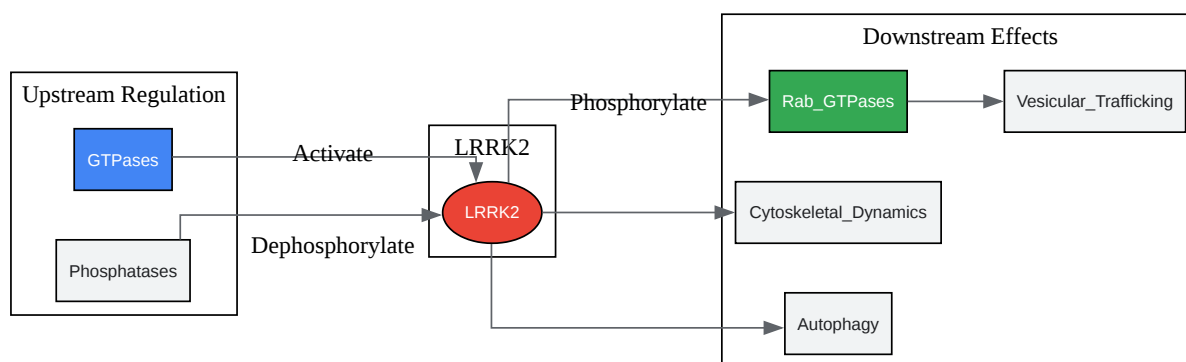 Upstream Regulation
GTPases
Phosphatases
Activate
Dephosphorylate
LRRK2
LRRK2
Phosphorylate
Downstream Effects
Rab_GTPases
Vesicular_Trafficking
Cytoskeletal_Dynamics
Autophagy